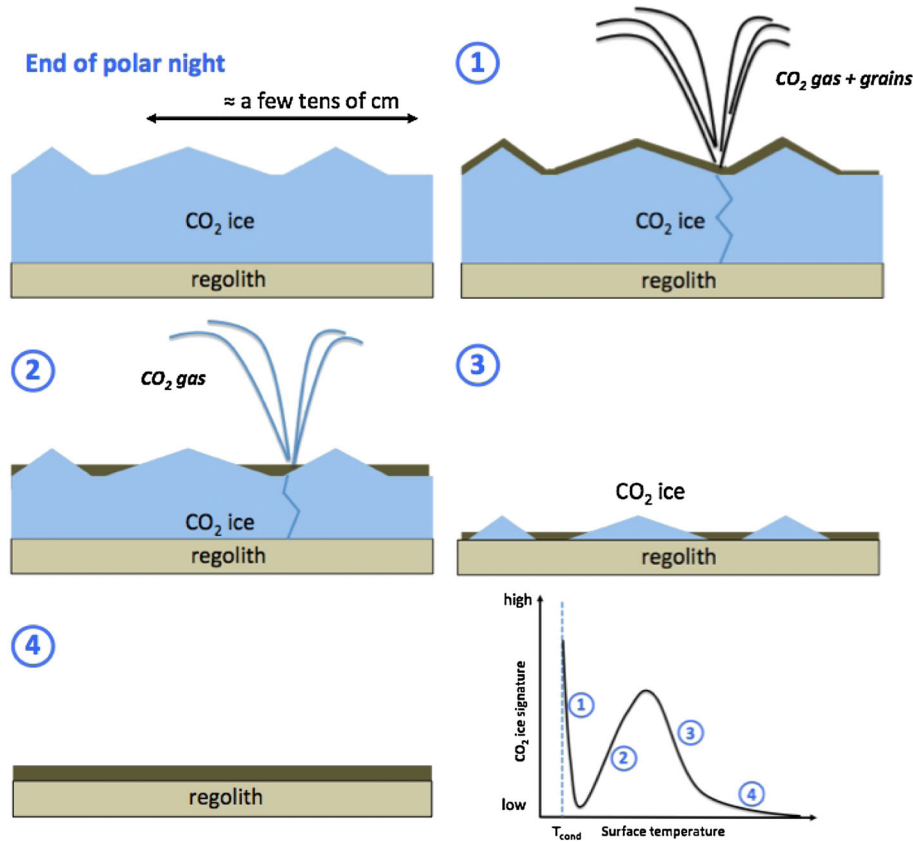 End of polar night
≈ a few tens of cm
CO₂ ice
regolith
1
CO₂ gas + grains
CO₂ ice
regolith
2
CO₂ gas
CO₂ ice
regolith
3
CO₂ ice
regolith
4
regolith
high
CO₂ ice signature
low
1
2
3
4
T_cond
Surface temperature